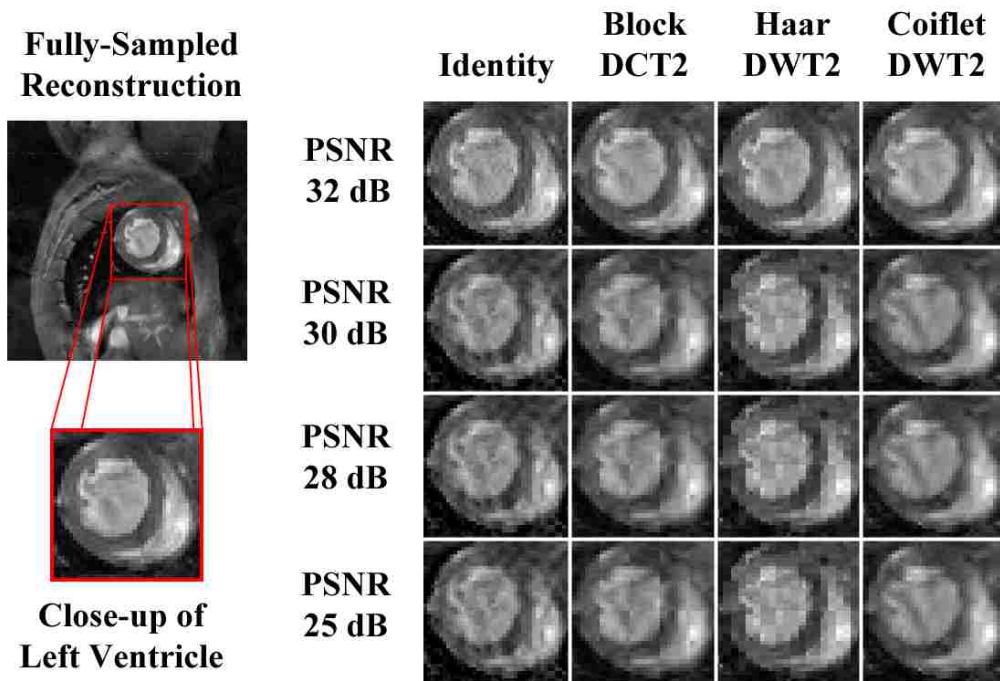 Fully-Sampled
Reconstruction
Close-up of
Left Ventricle
Identity
Block
DCT2
Haar
DWT2
Coiflet
DWT2
PSNR
32 dB
PSNR
30 dB
PSNR
28 dB
PSNR
25 dB